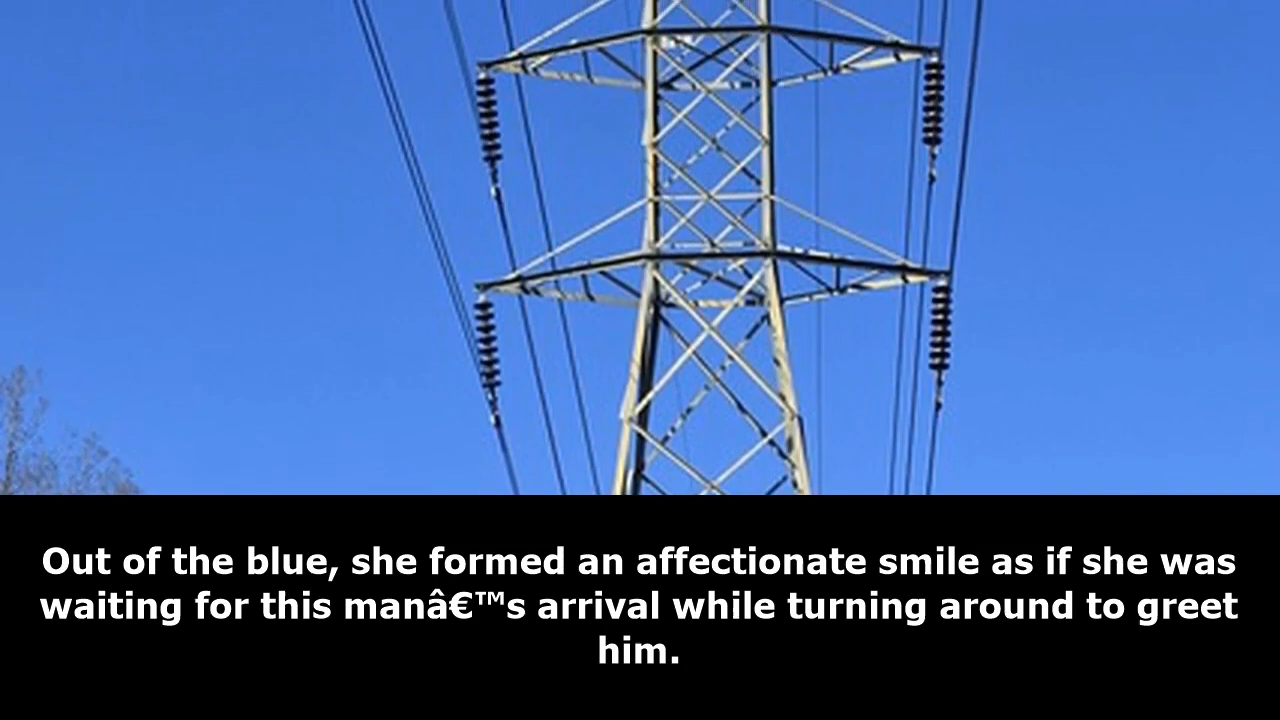 Out of the blue, she formed an affectionate smile as if she was
waiting for this manâ€™s arrival while turning around to greet
him.